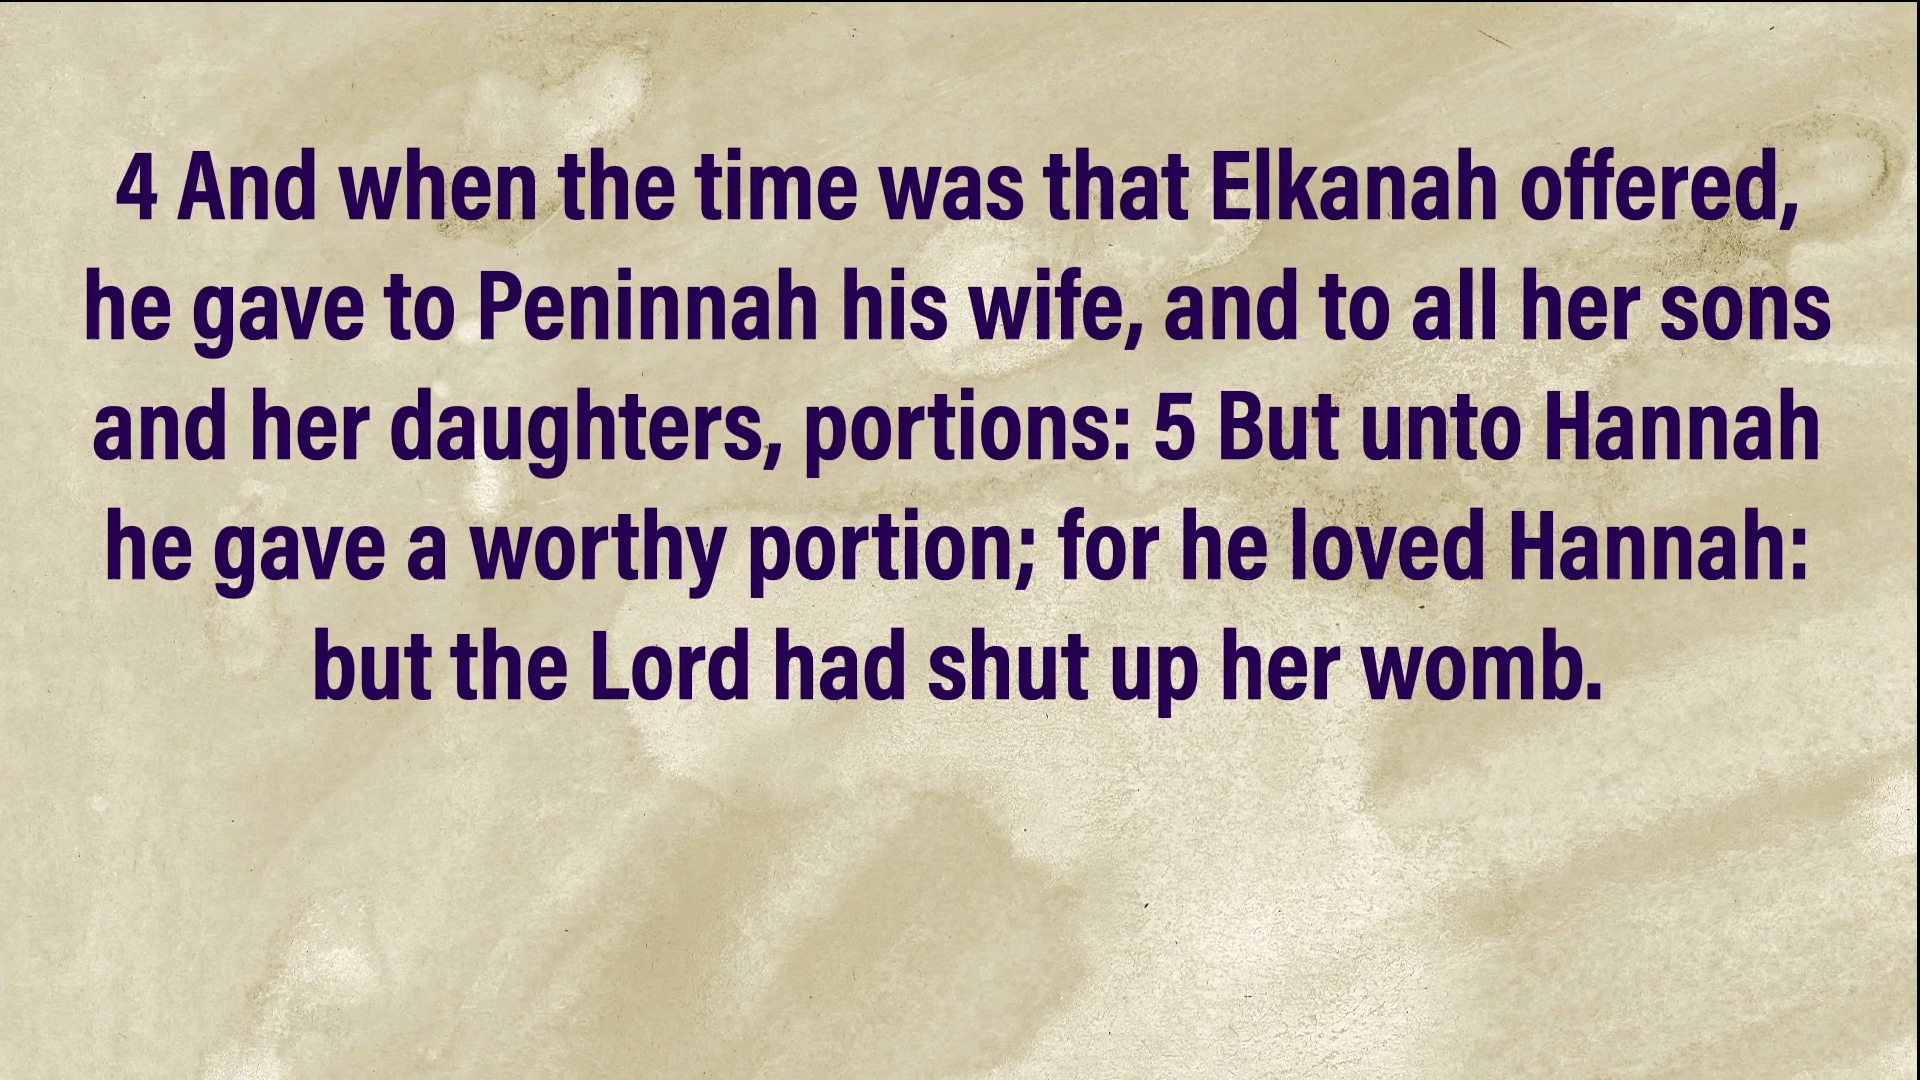 4 And when the time was that Elkanah offered,
he gave to Peninnah his wife, and to all her sons
and her daughters, portions: 5 But unto Hannah
he gave a worthy portion; for he loved Hannah:
but the Lord had shut up her womb.